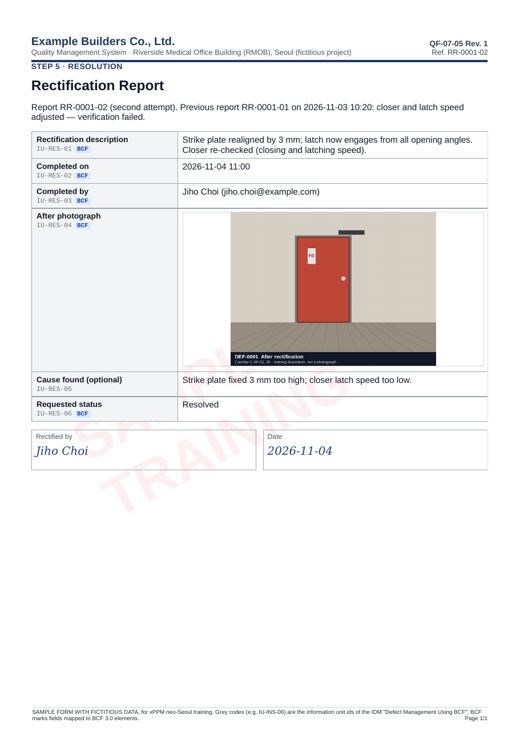 Example Builders Co., Ltd.
Quality Management System - Riverside Medical Office Building (RMOB), Seoul (fictitious project)
QF-07-05 Rev. 1
Ref. RR-0001-02
STEP 5 · RESOLUTION
Rectification Report
Report RR-0001-02 (second attempt). Previous report RR-0001-01 on 2026-11-03 10:20: closer and latch speed
adjusted — verification failed.
Rectification description
IU-RES-01 BCF
Strike plate realigned by 3 mm; latch now engages from all opening angles.
Closer re-checked (closing and latching speed).
Completed on
IU-RES-02 BCF
2026-11-04 11:00
Completed by
IU-RES-03 BCF
Jiho Choi (jiho.choi@example.com)
After photograph
IU-RES-04 BCF
FD
DEF-0001 After rectification
Cause found (optional)
IU-RES-05
Strike plate fixed 3 mm too high; closer latch speed too low.
Requested status
IU-RES-06 BCF
Resolved
Rectified by
Jiho Choi
Date
2026-11-04
SAMPLE
TRAINING
SAMPLE FORM WITH FICTITIOUS DATA, for xPPM neo-Seoul training. Grey codes (e.g. IU-INS-06) are the information unit ids of the IDM "Defect Management Using BCF"; BCF
marks fields mapped to BCF 3.0 elements.
Page 1/1